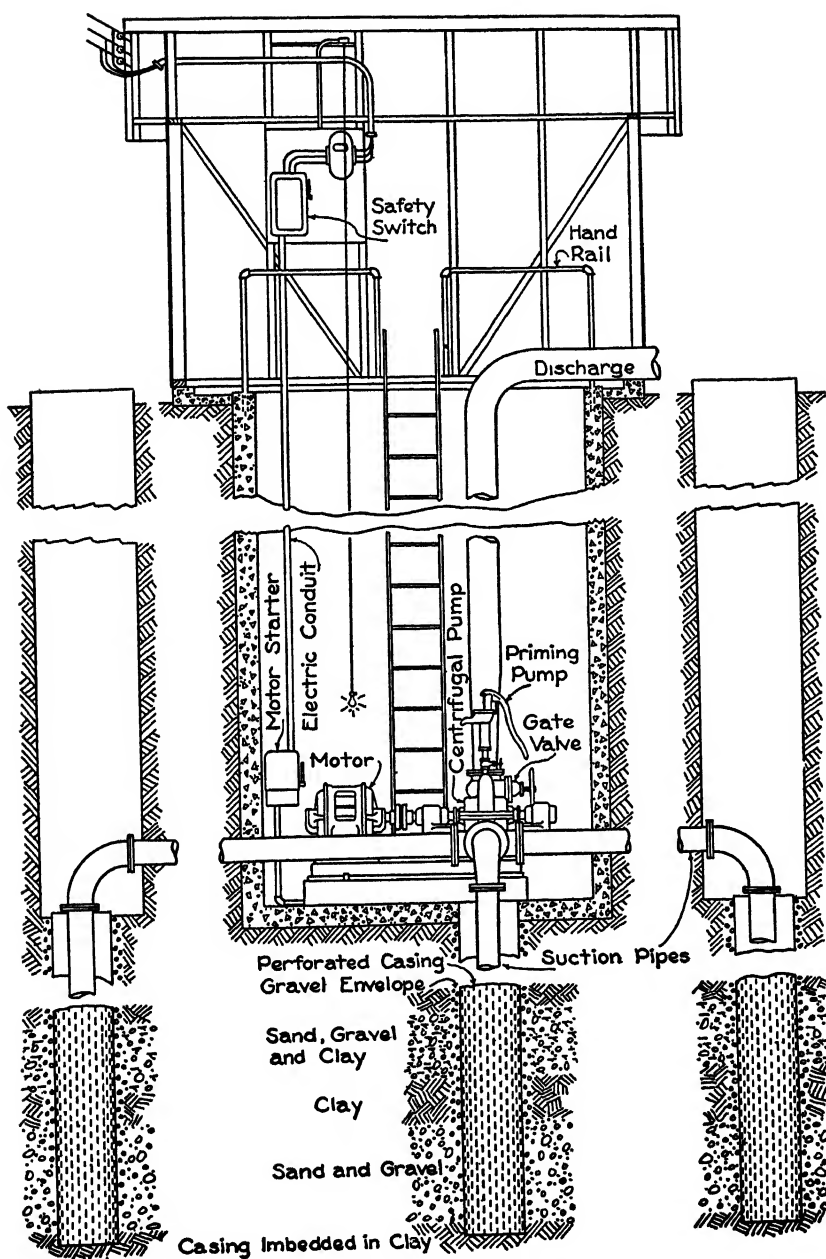 Safety
Switch
Hand
Rail
Discharge
Motor Starter
Electric Conduit
Centrifugal Pump
Priming
Pump
Gate
Valve
Motor
Suction Pipes
Perforated Casing
Gravel Envelope
Sand, Gravel
and Clay
Clay
Sand and Gravel
Casing Imbedded in Clay